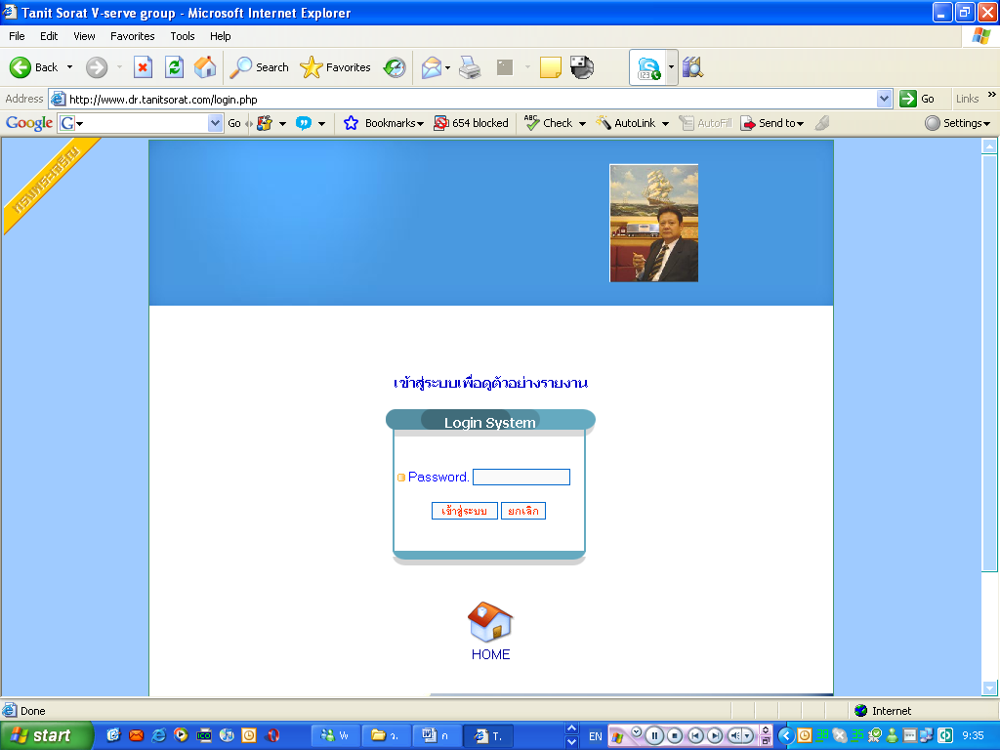 Tanit Sorat V-serve group - Microsoft Internet Explorer
File Edit View Favorites Tools Help
Back Search Favorites
Address http://www.dr.tanitsorat.com/login.php Go Links »
Google G Go Bookmarks 654 blocked ABC Check AutoLink AutoFill Send to Settings
ทรงพระเจริญ
เข้าสู่ระบบเพื่อดูตัวอย่างรายงาน
Login System
Password.
เข้าสู่ระบบ ยกเลิก
HOME
Done Internet
start W ว. ก T. EN 9:35